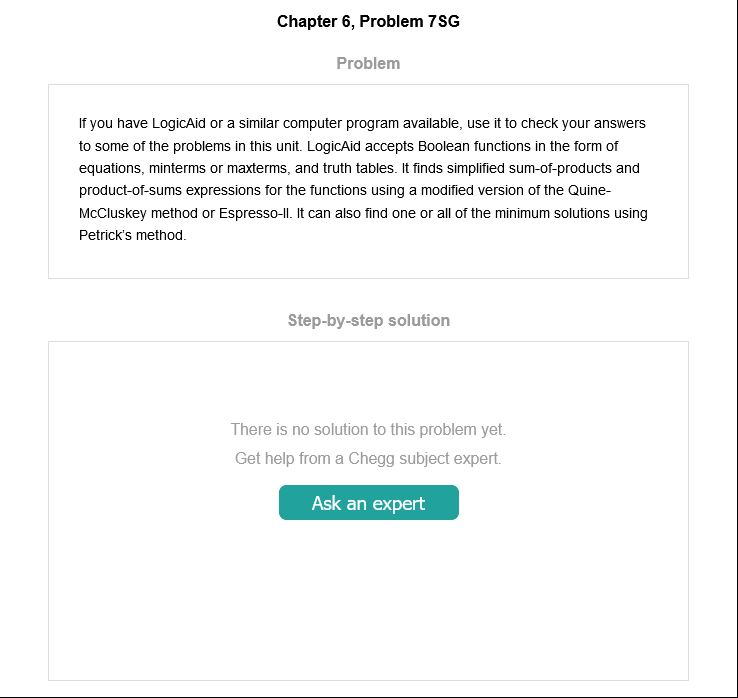 Chapter 6, Problem 7SG
Problem
If you have LogicAid or a similar computer program available, use it to check your answers
to some of the problems in this unit. LogicAid accepts Boolean functions in the form of
equations, minterms or maxterms, and truth tables. It finds simplified sum-of-products and
product-of-sums expressions for the functions using a modified version of the Quine-
McCluskey method or Espresso-II. It can also find one or all of the minimum solutions using
Petrick's method.
Step-by-step solution
There is no solution to this problem yet.
Get help from a Chegg subject expert.
Ask an expert